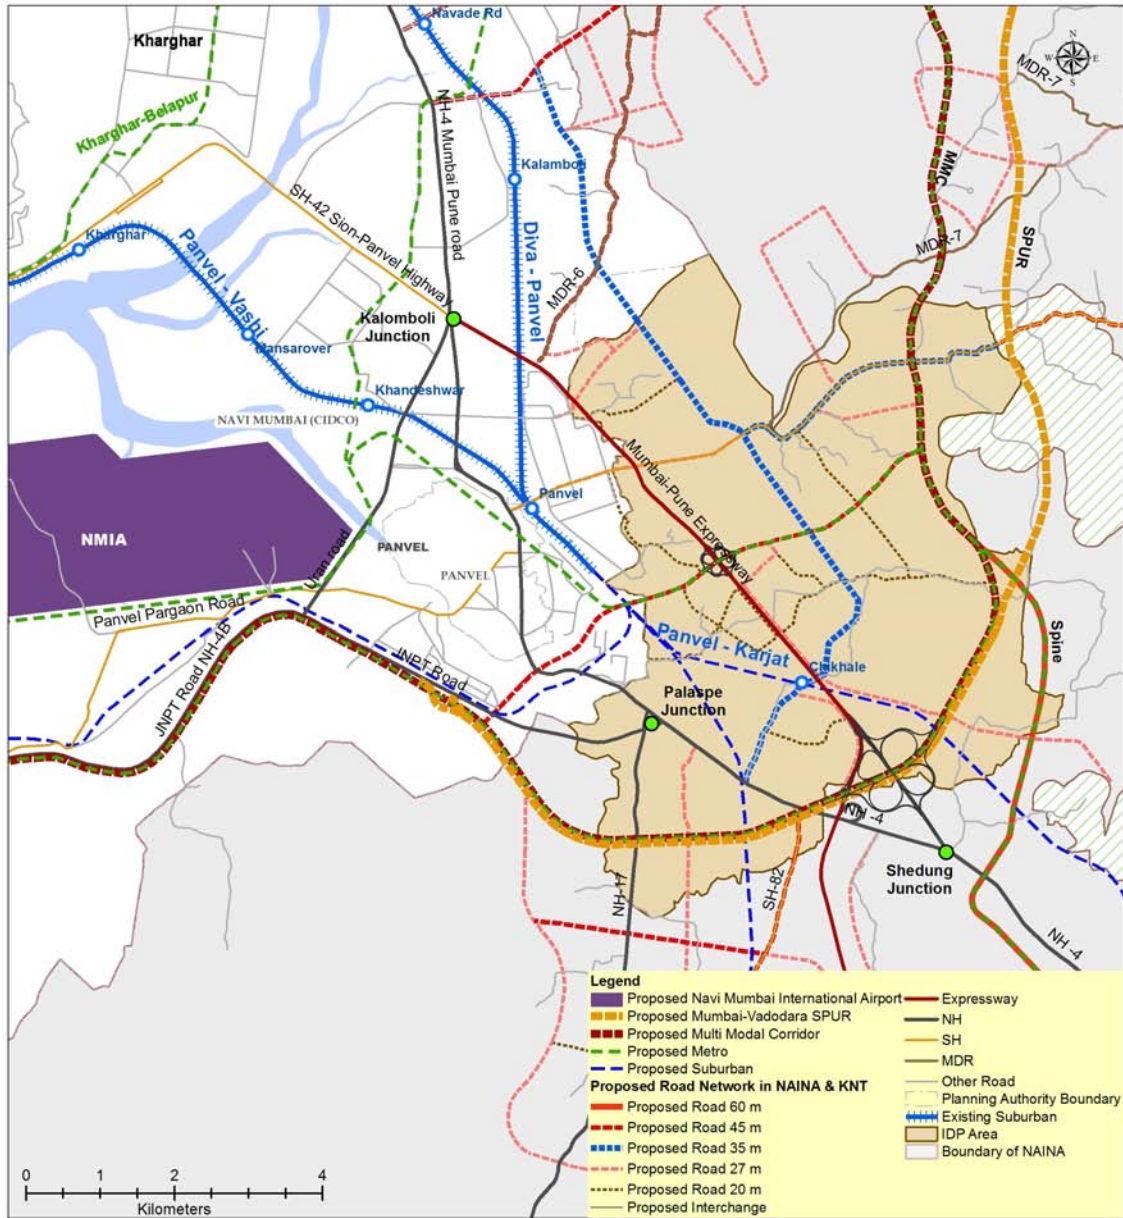 Navade Rd
Kharghar
N
W
E
S
MDR-7
Kharghar-Belapur
NH-4 Mumbai Pune road
Kalamboli
MMC
SH-42 Sion-Panvel Highway
Diva - Panvel
SPUR
MDR-7
Kharghar
Panvel - Vashi
MDR-6
Kalomboli
Junction
Mansarover
Khandeshwar
NAVI MUMBAI (CIDCO)
Mumbai-Pune Expressway
Panvel
NMIA
PANVEL
Uran road
PANVEL
Panvel Pargaon Road
Spine
Panvel - Karjat
JNPT Road NH-4B
JNPT Road
Chikhale
Palaspe
Junction
NH -4
Shedung
Junction
NH-17
SH-82
NH -4
Legend
Proposed Navi Mumbai International Airport
Proposed Mumbai-Vadodara SPUR
Proposed Multi Modal Corridor
Proposed Metro
Proposed Suburban
Proposed Road Network in NAINA & KNT
Proposed Road 60 m
Proposed Road 45 m
Proposed Road 35 m
Proposed Road 27 m
Proposed Road 20 m
Proposed Interchange
Expressway
NH
SH
MDR
Other Road
Planning Authority Boundary
Existing Suburban
IDP Area
Boundary of NAINA
0 1 2 4
Kilometers